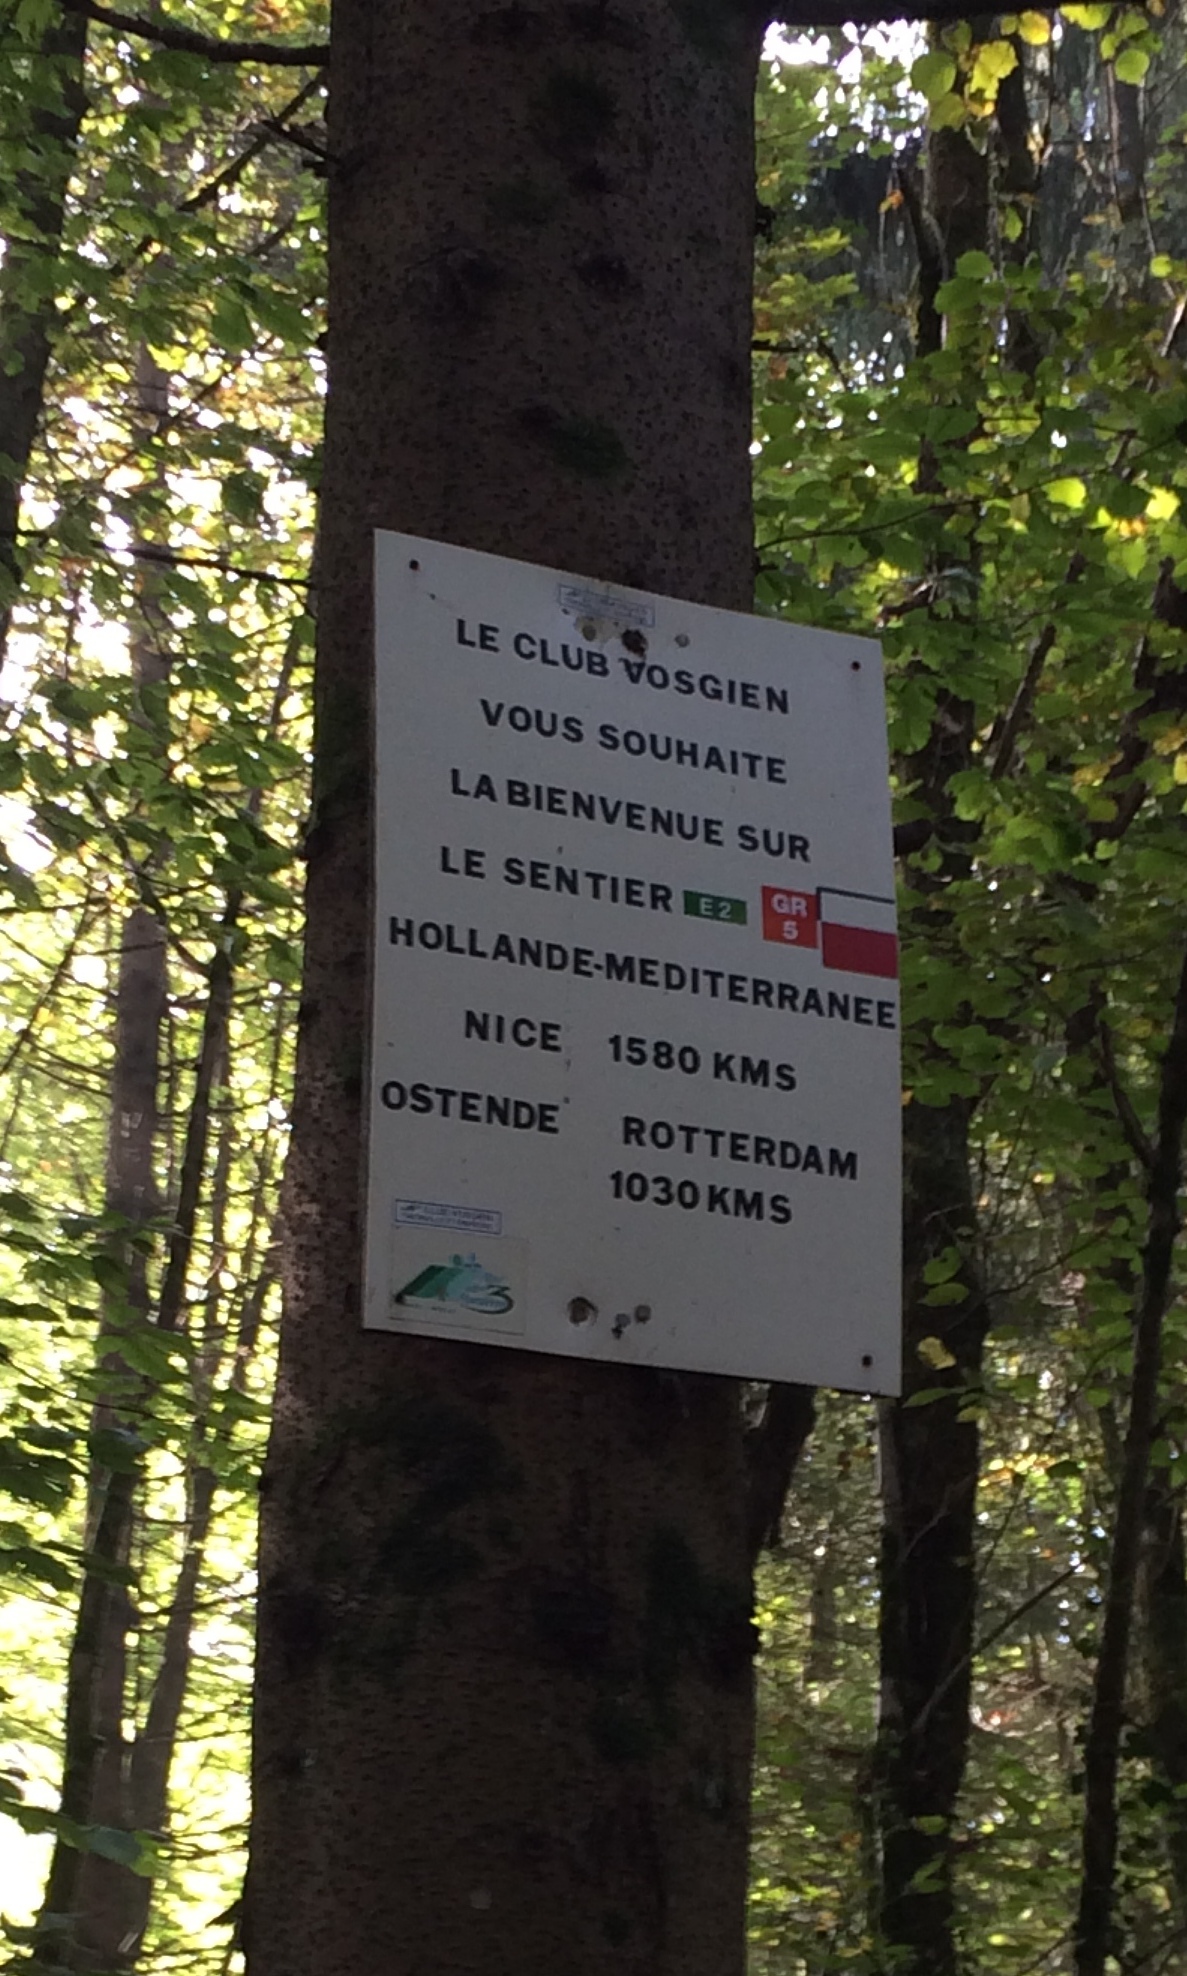 LE CLUB VOSGIEN
VOUS SOUHAITE
LA BIENVENUE SUR
LE SENTIER E2 GR 5
HOLLANDE-MEDITERRANEE
NICE 1580 KMS
OSTENDE ROTTERDAM
1030 KMS